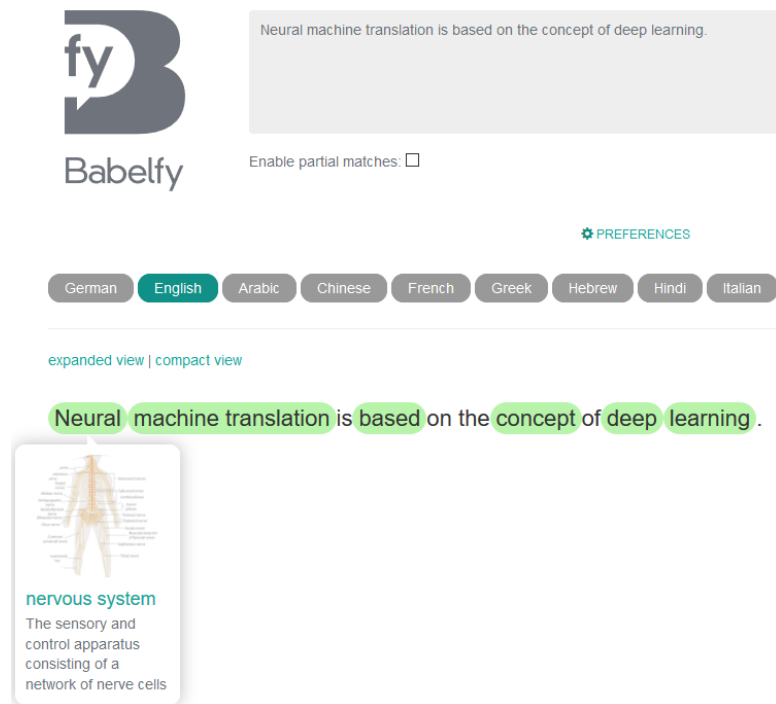 fy
Babelfy
Neural machine translation is based on the concept of deep learning.
Enable partial matches:
PREFERENCES
German English Arabic Chinese French Greek Hebrew Hindi Italian
expanded view | compact view
Neural machine translation is based on the concept of deep learning.
nervous system
The sensory and
control apparatus
consisting of a
network of nerve cells